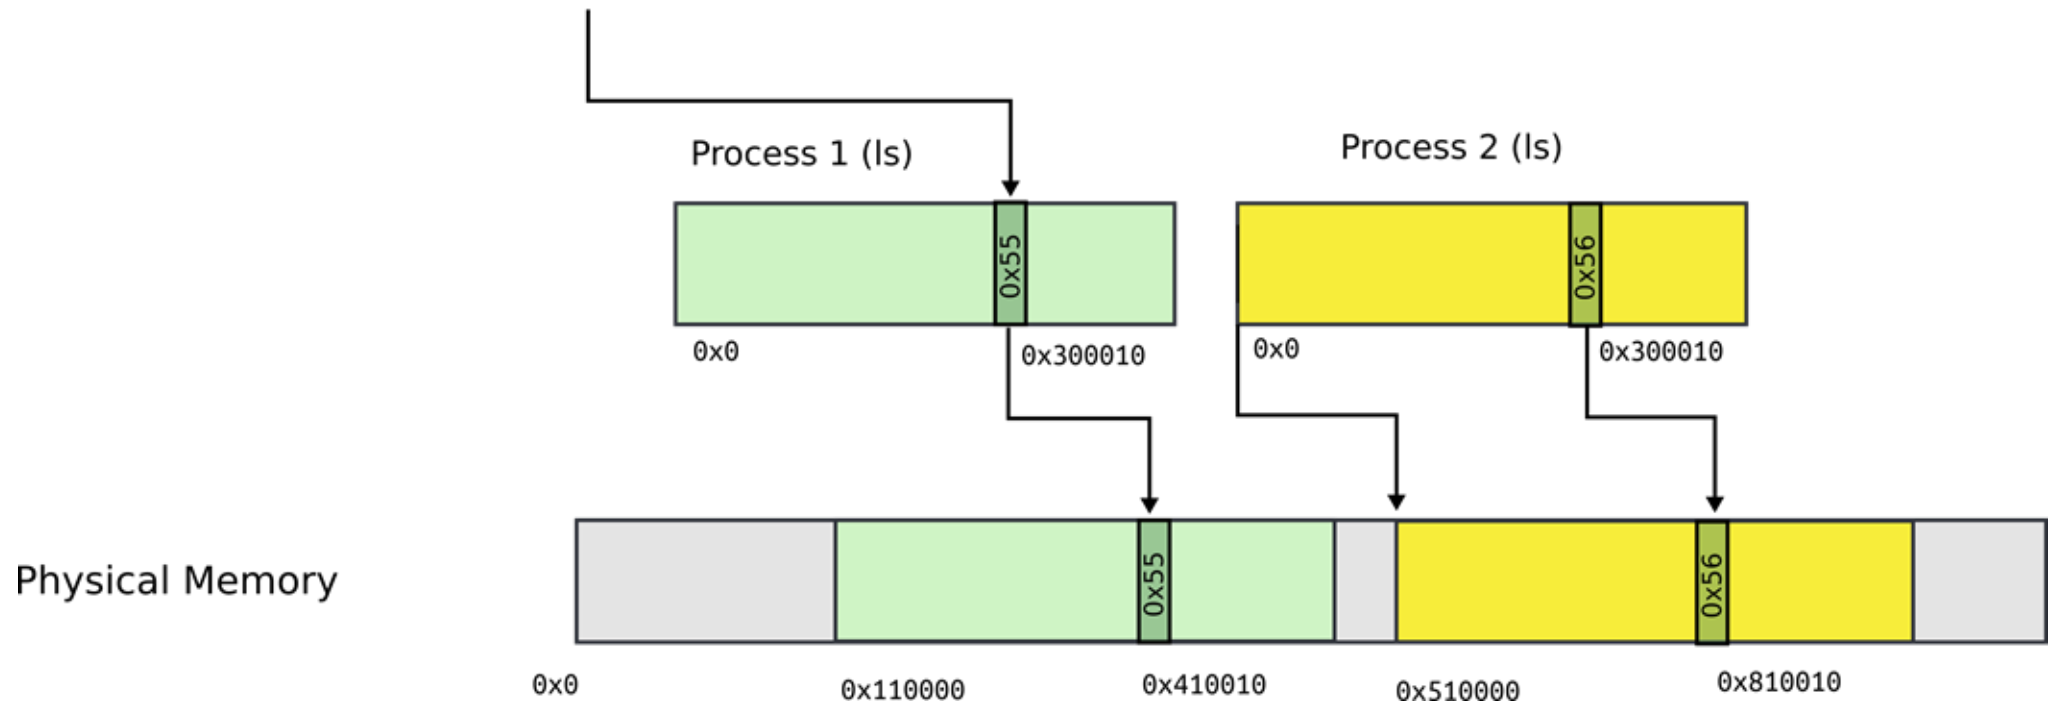 Process 1 (ls)
Process 2 (ls)
0x55
0x56
0x0
0x300010
0x0
0x300010
Physical Memory
0x55
0x56
0x0
0x110000
0x410010
0x510000
0x810010